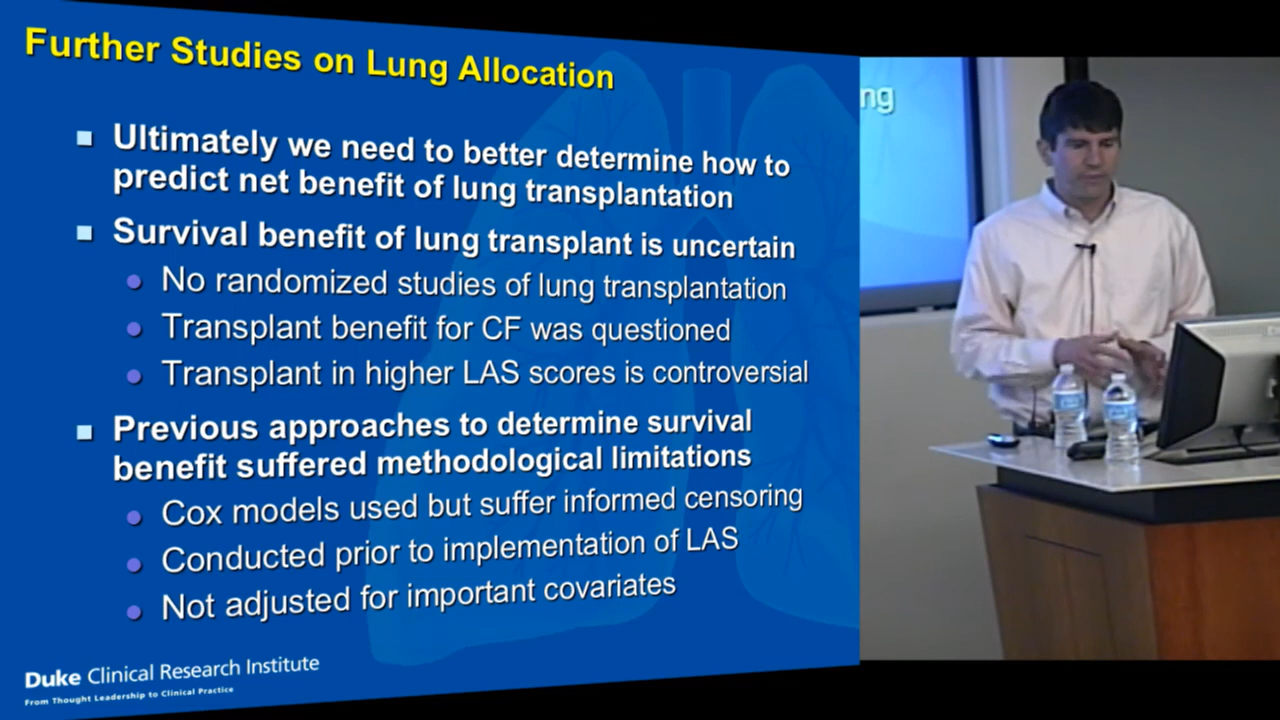 Further Studies on Lung Allocation
Ultimately we need to better determine how to
predict net benefit of lung transplantation
Survival benefit of lung transplant is uncertain
No randomized studies of lung transplantation
Transplant benefit for CF was questioned
Transplant in higher LAS scores is controversial
Previous approaches to determine survival
benefit suffered methodological limitations
Cox models used but suffer informed censoring
Conducted prior to implementation of LAS
Not adjusted for important covariates
Duke Clinical Research Institute
From Thought Leadership to Clinical Practice
ng